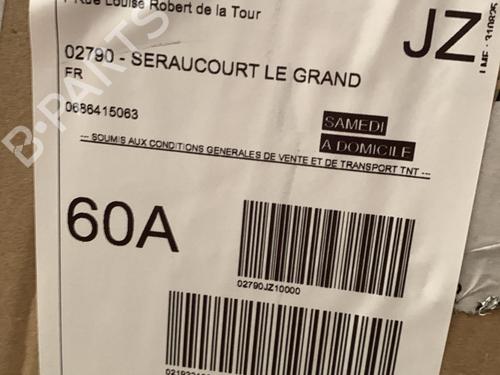 Rue Louise Robert de la Tour
JZ
02790 - SERAUCOURT LE GRAND
FR
0686415063
SAMEDI
A DOMICILE
--- SOUMIS AUX CONDITIONS GENERALES DE VENTE ET DE TRANSPORT TNT ---
60A
02790JZ10000
B-PARTS